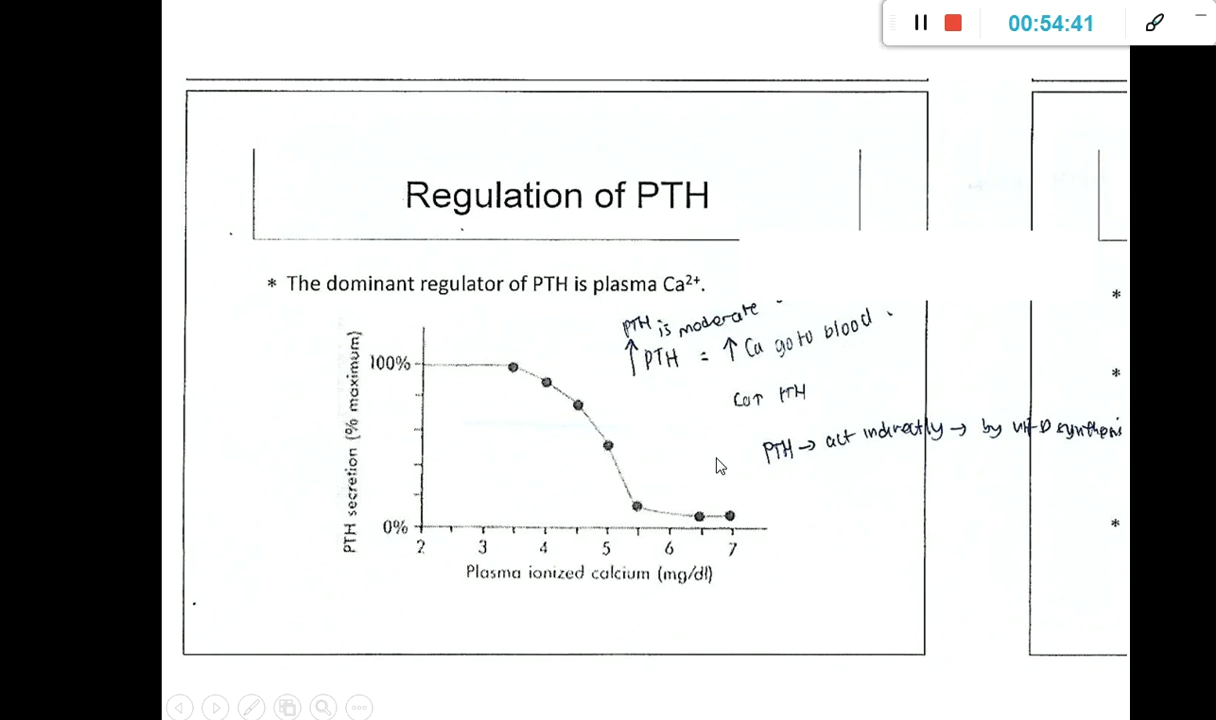 00:54:41
Regulation of PTH
* The dominant regulator of PTH is plasma Ca²⁺.
PTH is moderate
↑ PTH = ↑ Ca go to blood
Ca↑ PTH
PTH → act indirectly → by vit-D synthesis
PTH secretion (% maximum)
100%
0%
2 3 4 5 6 7
Plasma ionized calcium (mg/dl)
*
*
*